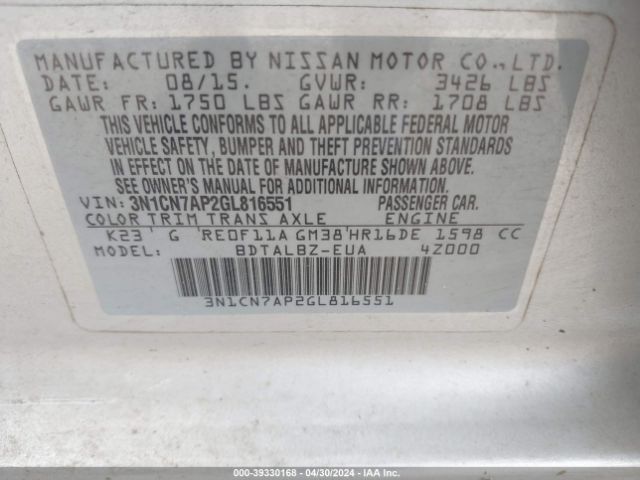 MANUFACTURED BY NISSAN MOTOR CO.,LTD.
DATE: 08/15. GVWR: 3426 LBS
GAWR FR: 1750 LBS GAWR RR: 1708 LBS
THIS VEHICLE CONFORMS TO ALL APPLICABLE FEDERAL MOTOR
VEHICLE SAFETY, BUMPER AND THEFT PREVENTION STANDARDS
IN EFFECT ON THE DATE OF MANUFACTURE SHOWN ABOVE.
SEE OWNER'S MANUAL FOR ADDITIONAL INFORMATION.
VIN: 3N1CN7AP2GL816551 PASSENGER CAR.
COLOR TRIM TRANS AXLE ENGINE
K23 G RE0F11A GM38 HR16DE 1598 CC
MODEL: BDTALBZ-EUA 4Z000
3N1CN7AP2GL816551
000-39330168 - 04/30/2024 - IAA Inc.